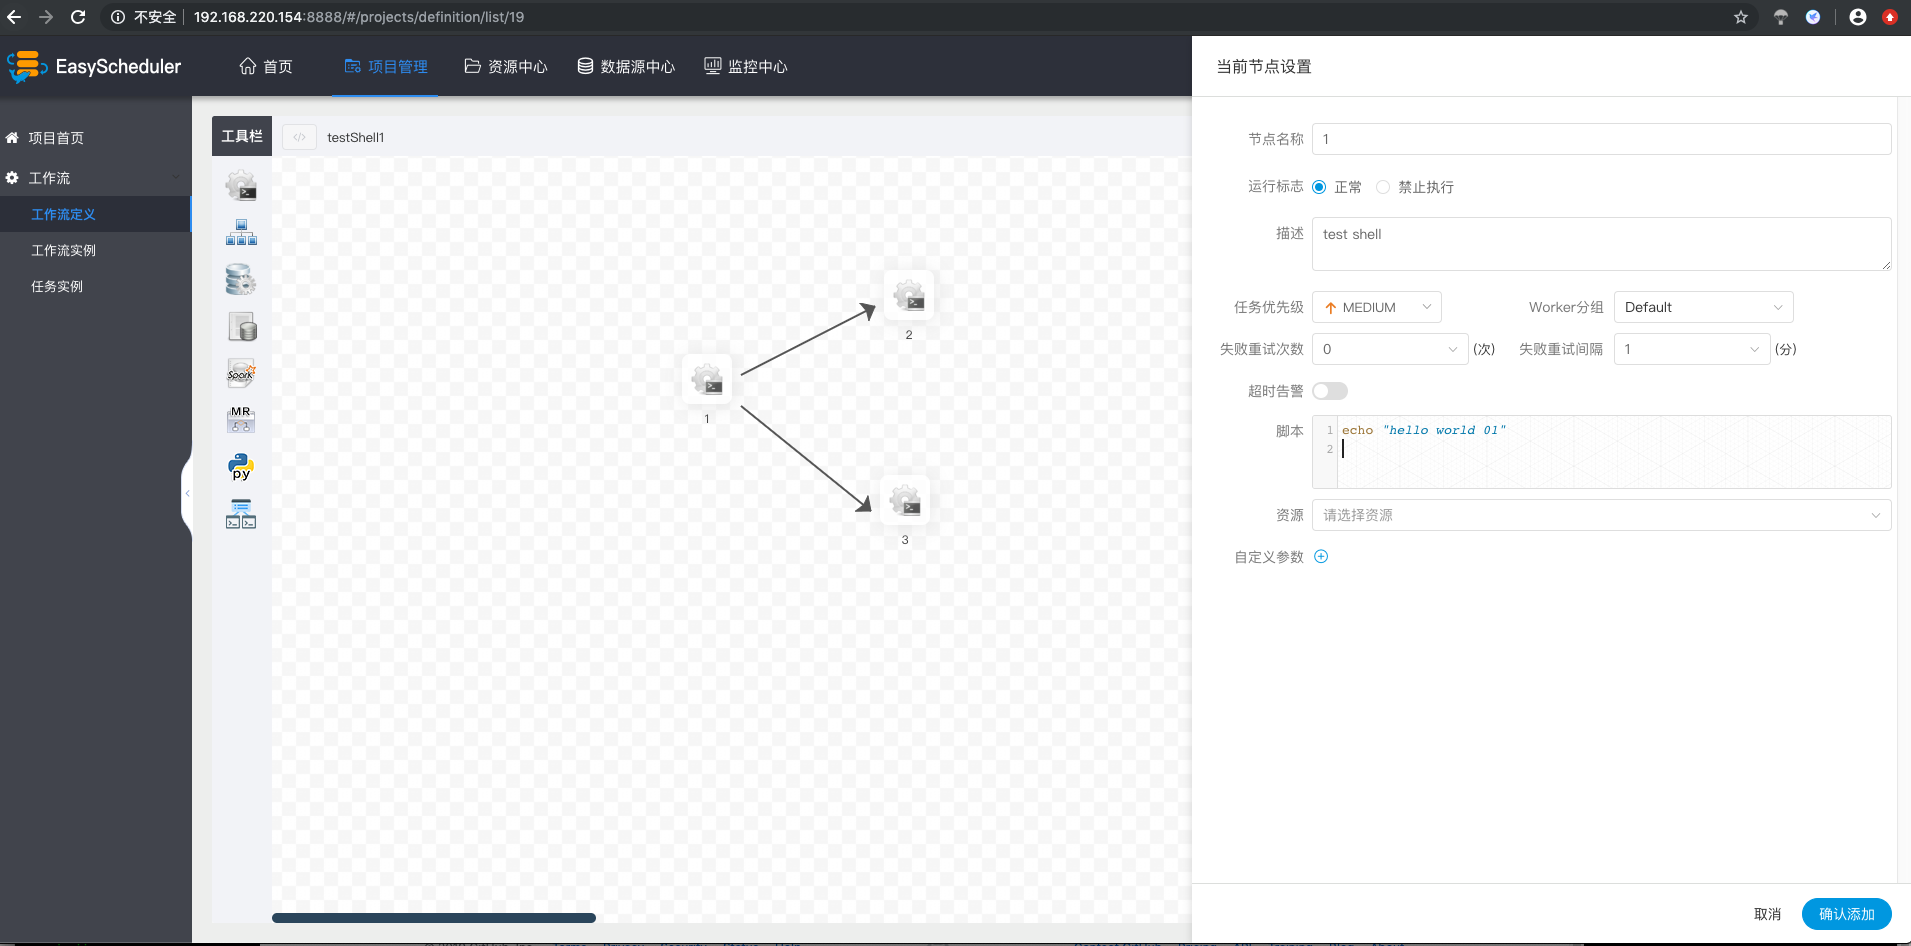 不安全 192.168.220.154:8888/#/projects/definition/list/19
EasyScheduler 首页 项目管理 资源中心 数据源中心 监控中心
当前节点设置
项目首页
工作流
工作流定义
工作流实例
任务实例
工具栏 testShell1
Spark
MR
py
1
2
3
节点名称 1
运行标志 正常 禁止执行
描述 test shell
任务优先级 MEDIUM Worker分组 Default
失败重试次数 0 (次) 失败重试间隔 1 (分)
超时告警
脚本 1 echo "hello world 01"
2
资源 请选择资源
自定义参数
取消 确认添加